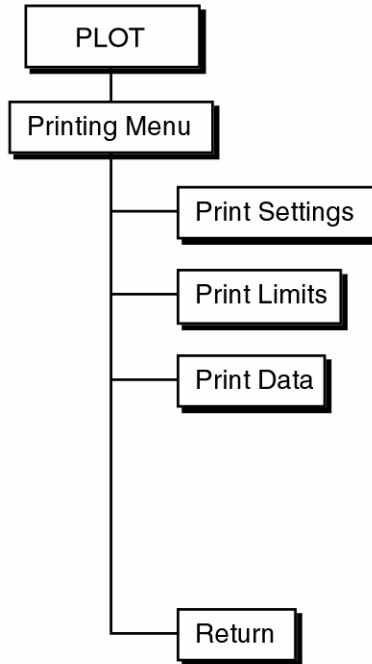 PLOT
Printing Menu
Print Settings
Print Limits
Print Data
Return